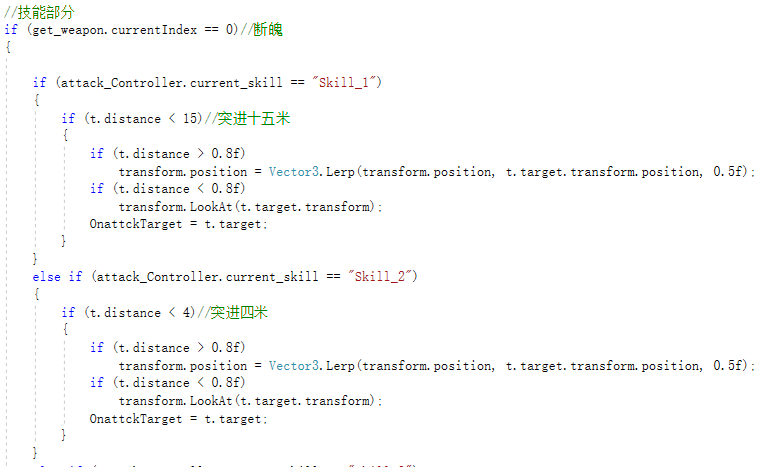 //技能部分
if (get_weapon.currentIndex == 0)//断魄
{
if (attack_Controller.current_skill == "Skill_1")
{
if (t.distance < 15)//突进十五米
{
if (t.distance > 0.8f)
transform.position = Vector3.Lerp(transform.position, t.target.transform.position, 0.5f);
if (t.distance < 0.8f)
transform.LookAt(t.target.transform);
OnattckTarget = t.target;
}
}
else if (attack_Controller.current_skill == "Skill_2")
{
if (t.distance < 4)//突进四米
{
if (t.distance > 0.8f)
transform.position = Vector3.Lerp(transform.position, t.target.transform.position, 0.5f);
if (t.distance < 0.8f)
transform.LookAt(t.target.transform);
OnattckTarget = t.target;
}
}